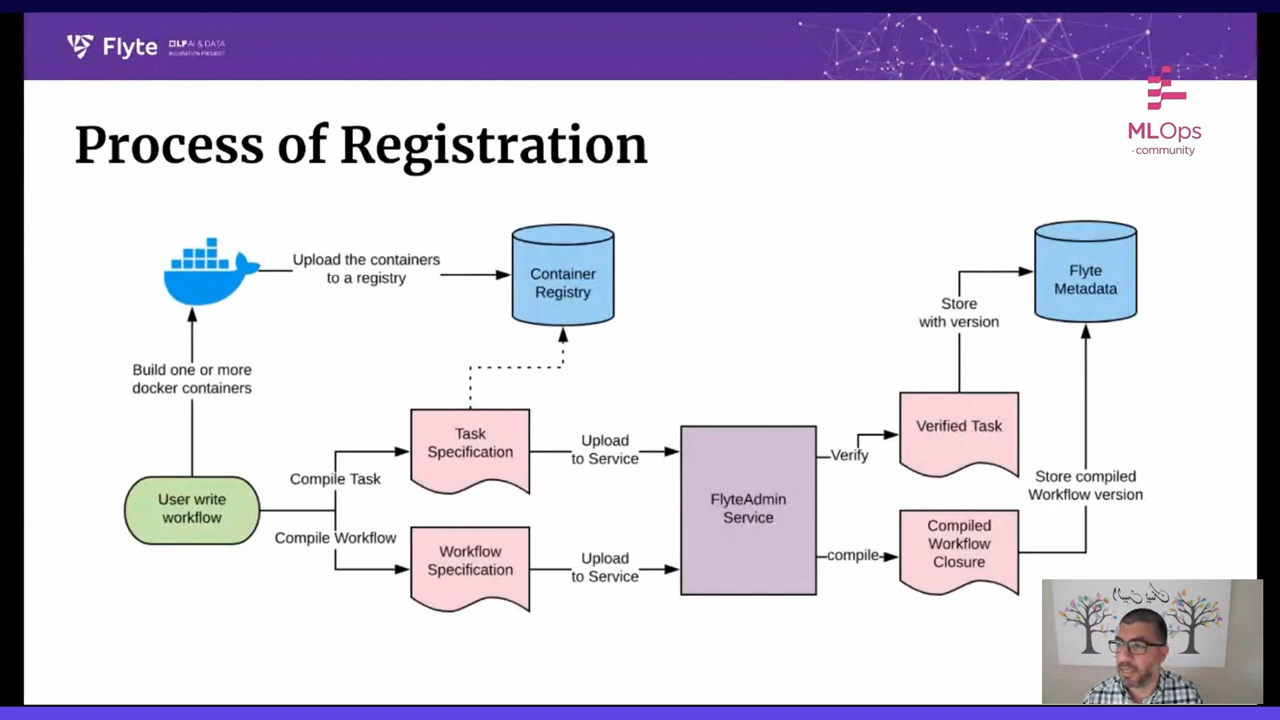 Flyte
LF AI & DATA
INCUBATION PROJECT
MLOps
community
Process of Registration
Upload the containers
to a registry
Container
Registry
Flyte
Metadata
Store
with version
Build one or more
docker containers
Task
Specification
Upload
to Service
Verified Task
Verify
Compile Task
User write
workflow
FlyteAdmin
Service
Store compiled
Workflow version
Compile Workflow
Workflow
Specification
Upload
to Service
compile
Compiled
Workflow
Closure